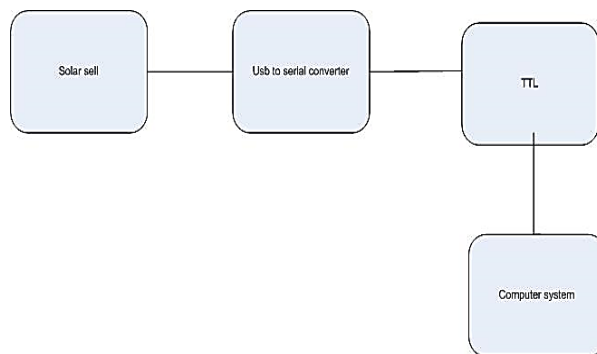 Solar sell
Usb to serial converter
TTL
Computer system